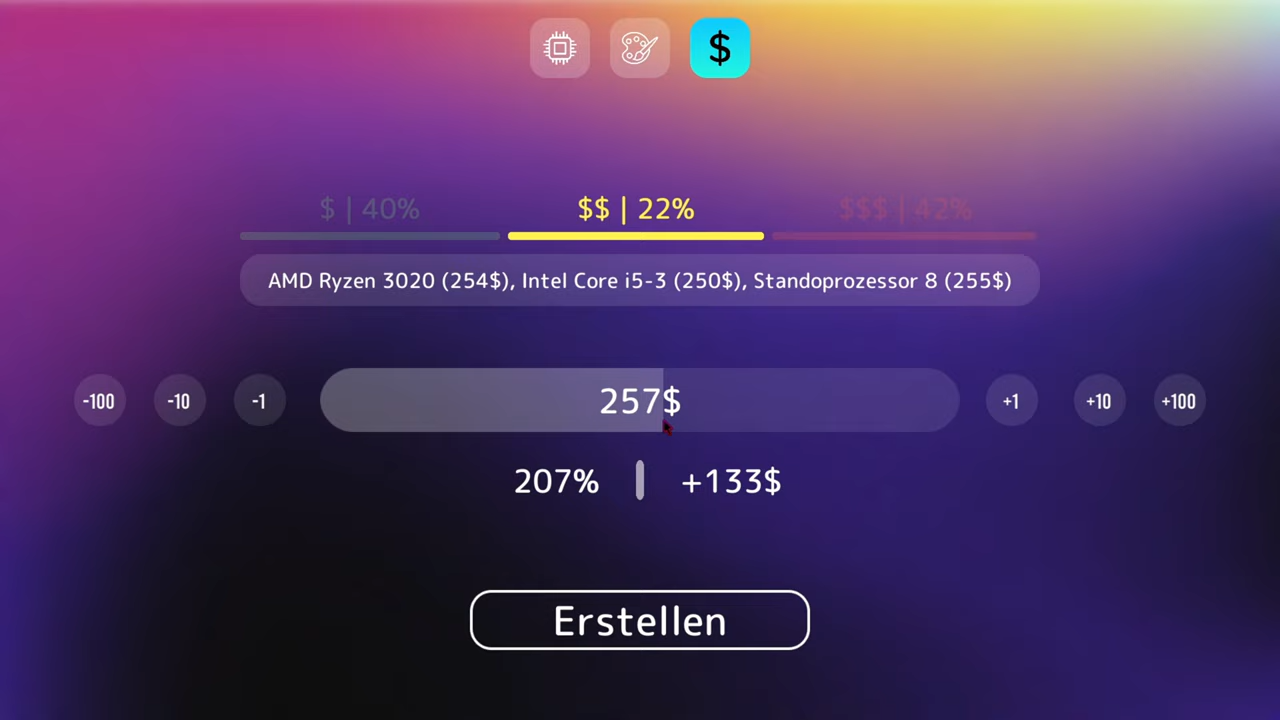 $
$ | 40%
$$ | 22%
$$$ | 42%
AMD Ryzen 3020 (254$), Intel Core i5-3 (250$), Standoprozessor 8 (255$)
-100
-10
-1
257$
+1
+10
+100
207%
+133$
Erstellen